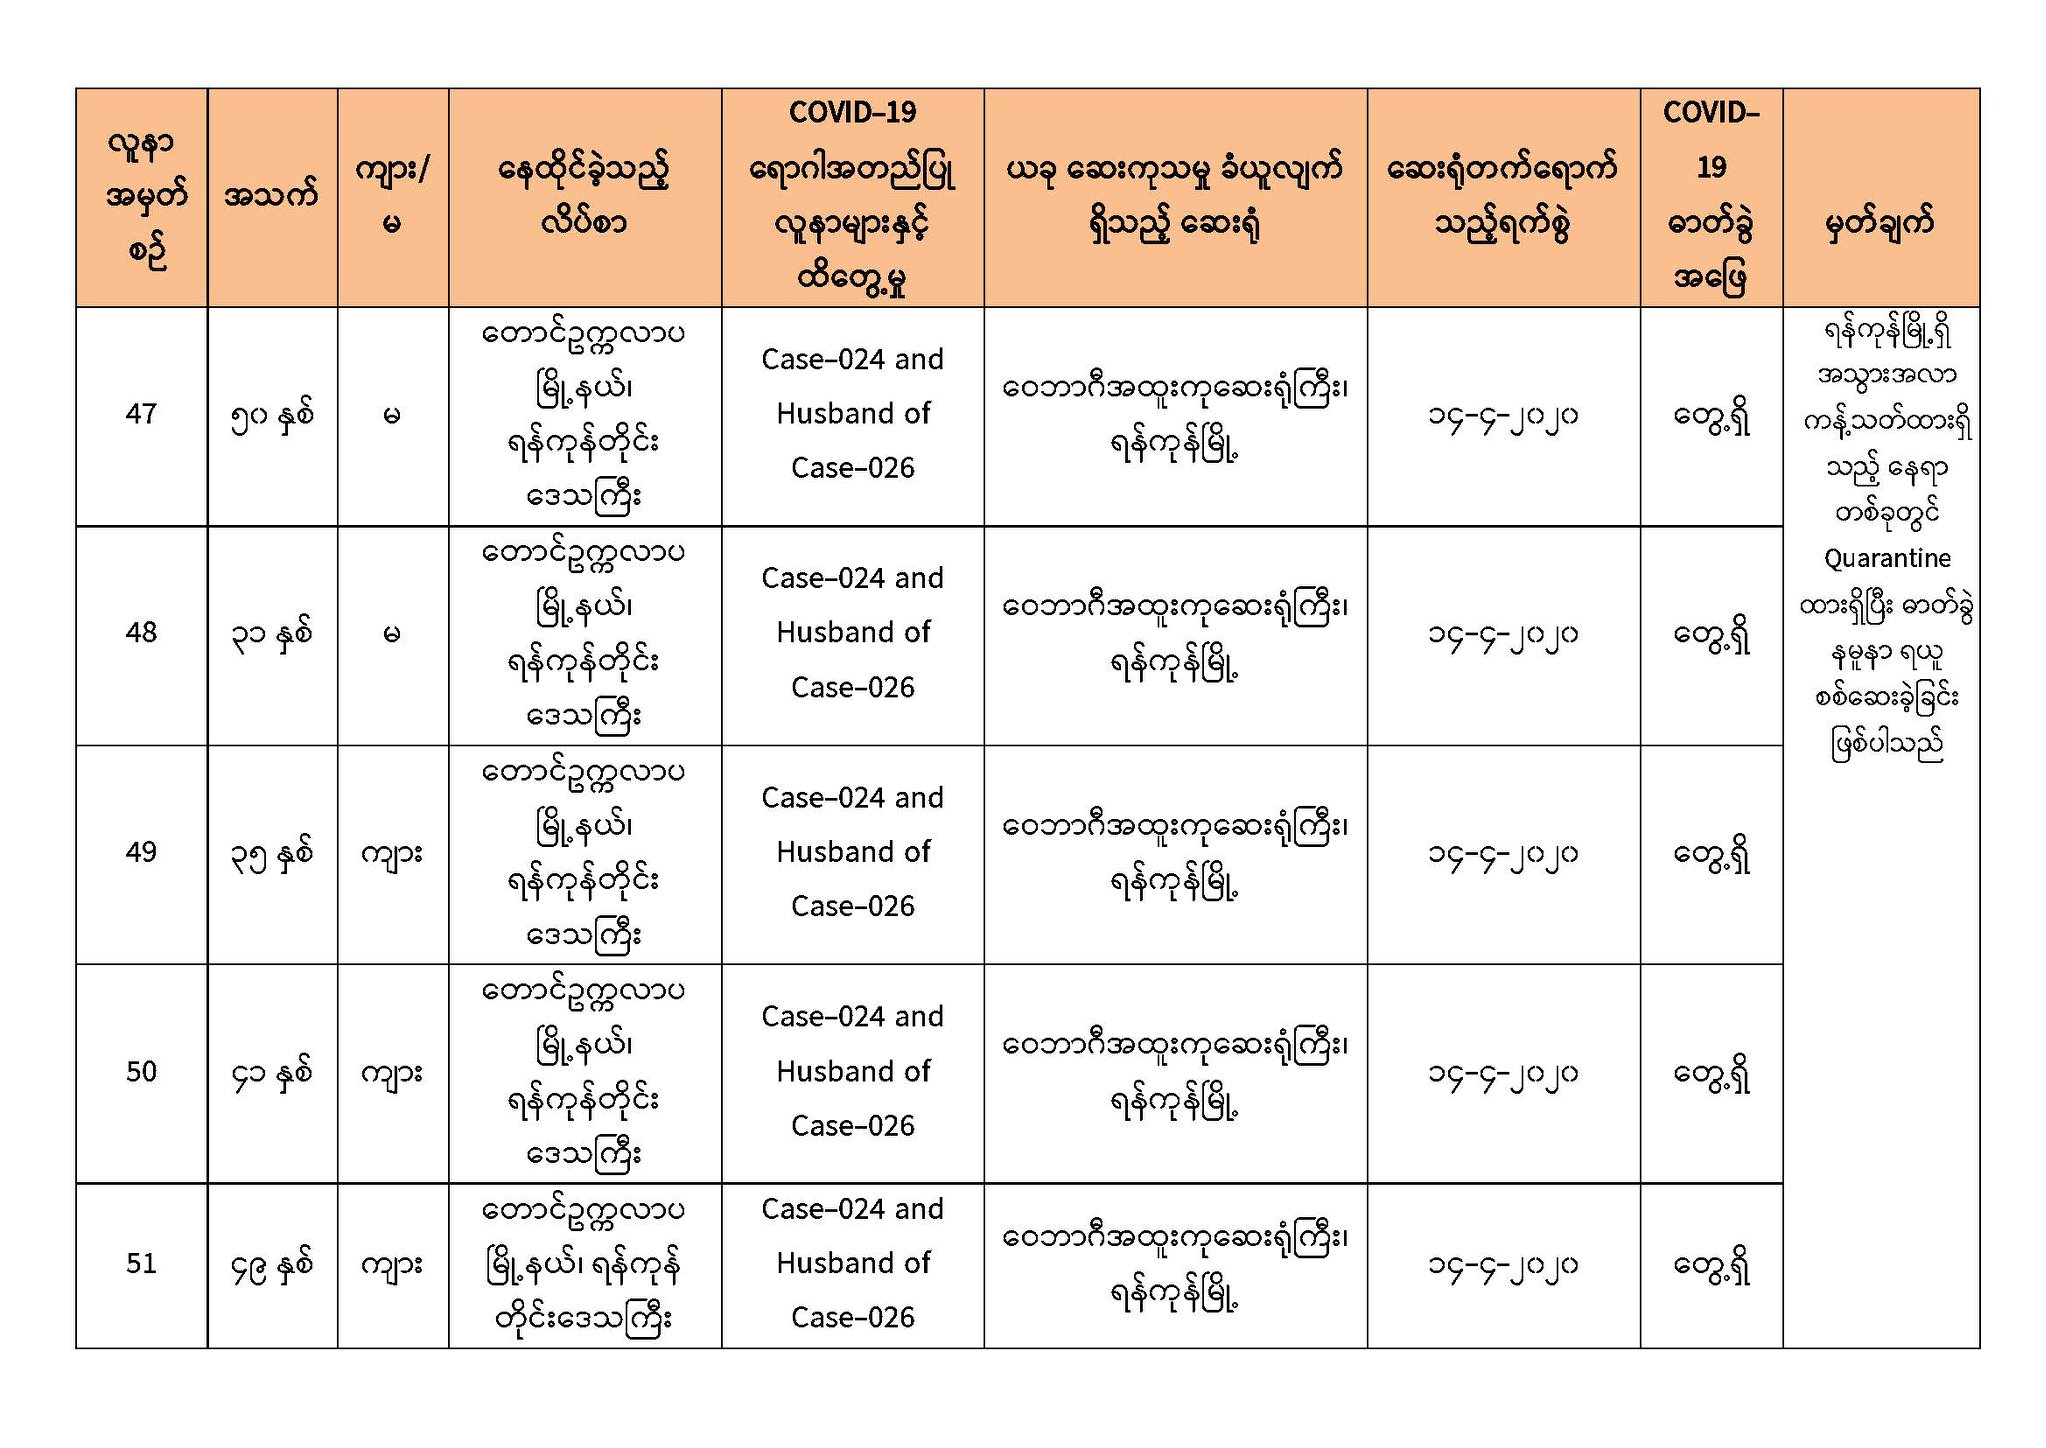 လူနာ
အမှတ်
စဉ်
အသက်
ကျား/
မ
နေထိုင်ခဲ့သည့်
လိပ်စာ
COVID-19
ရောဂါအတည်ပြု
လူနာများနှင့်
ထိတွေ့မှု
ယခု ဆေးကုသမှု ခံယူလျက်
ရှိသည့် ဆေးရုံ
ဆေးရုံတက်ရောက်
သည့်ရက်စွဲ
COVID-
19
ဓာတ်ခွဲ
အဖြေ
မှတ်ချက်
47
၅၀ နှစ်
မ
တောင်ဥက္ကလာပ
မြို့နယ်၊
ရန်ကုန်တိုင်း
ဒေသကြီး
Case-024 and
Husband of
Case-026
ဝေဘာဂီအထူးကုဆေးရုံကြီး၊
ရန်ကုန်မြို့
၁၄-၄-၂၀၂၀
တွေ့ရှိ
ရန်ကုန်မြို့ရှိ
အသွားအလာ
ကန့်သတ်ထားရှိ
သည့် နေရာ
တစ်ခုတွင်
Quarantine
ထားရှိပြီး ဓာတ်ခွဲ
နမူနာ ရယူ
စစ်ဆေးခဲ့ခြင်း
ဖြစ်ပါသည်
48
၃၁ နှစ်
မ
တောင်ဥက္ကလာပ
မြို့နယ်၊
ရန်ကုန်တိုင်း
ဒေသကြီး
Case-024 and
Husband of
Case-026
ဝေဘာဂီအထူးကုဆေးရုံကြီး၊
ရန်ကုန်မြို့
၁၄-၄-၂၀၂၀
တွေ့ရှိ
49
၃၅ နှစ်
ကျား
တောင်ဥက္ကလာပ
မြို့နယ်၊
ရန်ကုန်တိုင်း
ဒေသကြီး
Case-024 and
Husband of
Case-026
ဝေဘာဂီအထူးကုဆေးရုံကြီး၊
ရန်ကုန်မြို့
၁၄-၄-၂၀၂၀
တွေ့ရှိ
50
၄၁ နှစ်
ကျား
တောင်ဥက္ကလာပ
မြို့နယ်၊
ရန်ကုန်တိုင်း
ဒေသကြီး
Case-024 and
Husband of
Case-026
ဝေဘာဂီအထူးကုဆေးရုံကြီး၊
ရန်ကုန်မြို့
၁၄-၄-၂၀၂၀
တွေ့ရှိ
51
၄၉ နှစ်
ကျား
တောင်ဥက္ကလာပ
မြို့နယ်၊ ရန်ကုန်
တိုင်းဒေသကြီး
Case-024 and
Husband of
Case-026
ဝေဘာဂီအထူးကုဆေးရုံကြီး၊
ရန်ကုန်မြို့
၁၄-၄-၂၀၂၀
တွေ့ရှိ